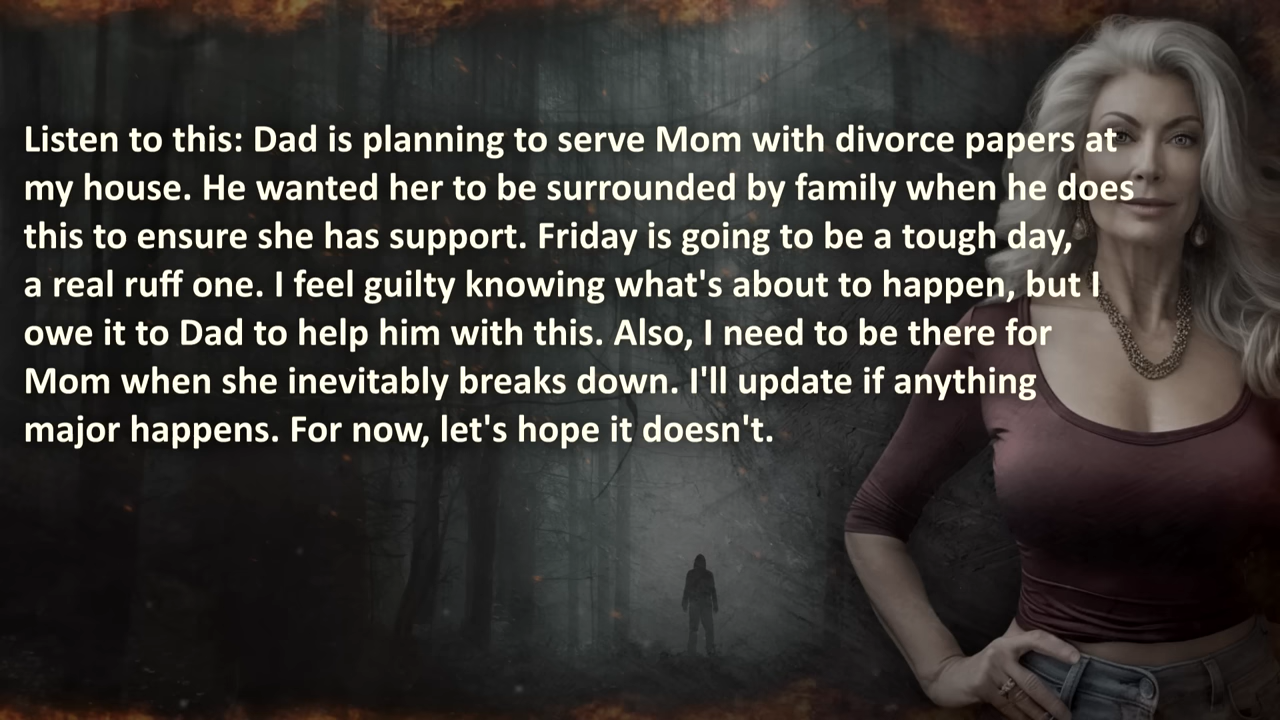 Listen to this: Dad is planning to serve Mom with divorce papers at
my house. He wanted her to be surrounded by family when he does
this to ensure she has support. Friday is going to be a tough day,
a real ruff one. I feel guilty knowing what's about to happen, but I
owe it to Dad to help him with this. Also, I need to be there for
Mom when she inevitably breaks down. I'll update if anything
major happens. For now, let's hope it doesn't.